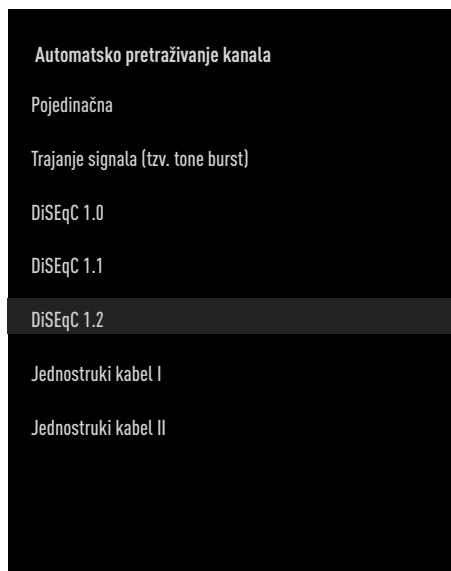 Automatsko pretraživanje kanala
Pojedinačna
Trajanje signala (tzv. tone burst)
DiSEqC 1.0
DiSEqC 1.1
DiSEqC 1.2
Jednostruki kabel I
Jednostruki kabel II